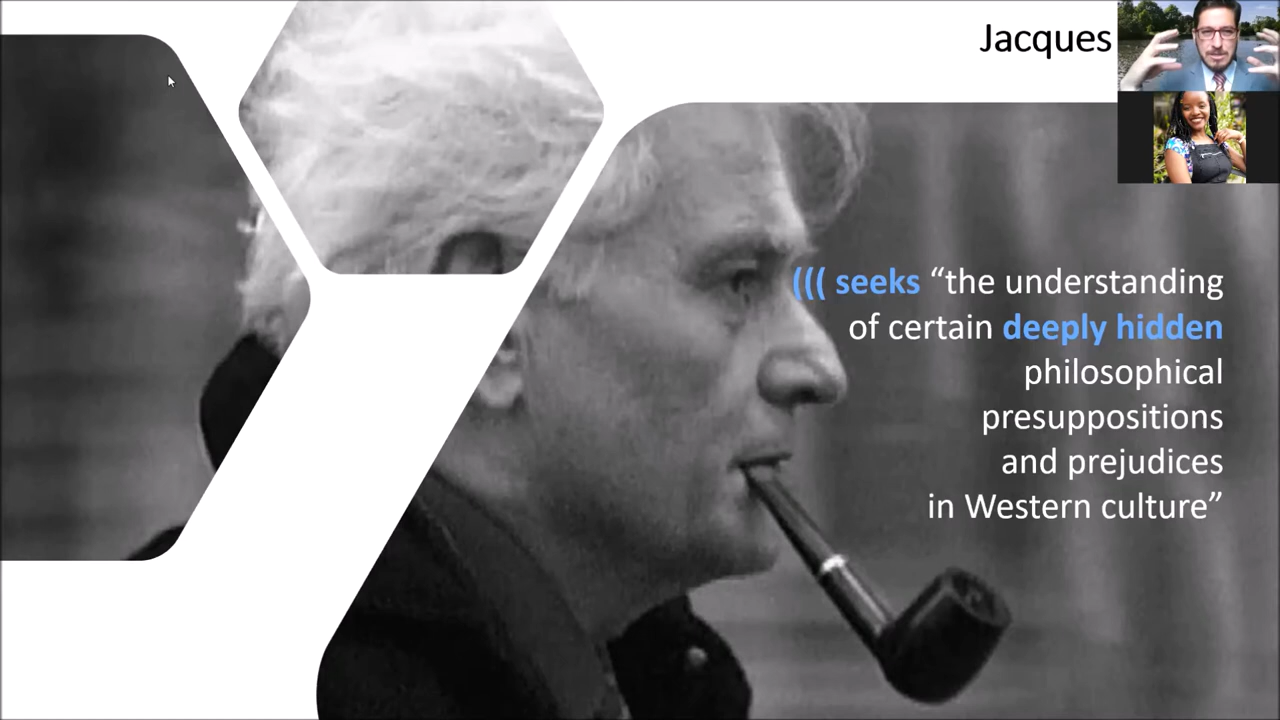 Jacques
((( seeks “the understanding
of certain deeply hidden
philosophical
presuppositions
and prejudices
in Western culture”